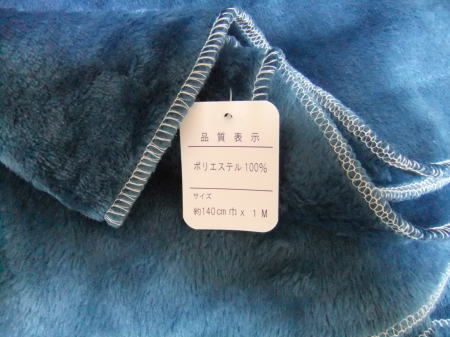 品質表示
ポリエステル100%
サイズ
約140cm巾 x 1M